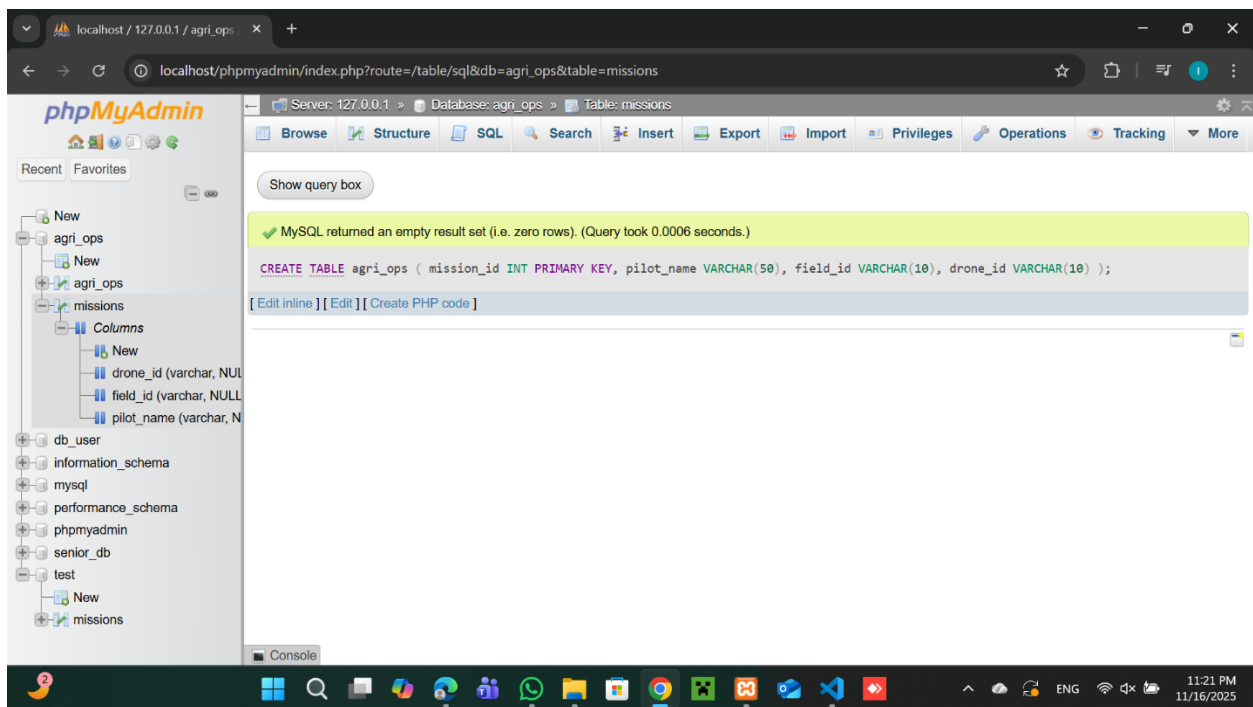 localhost / 127.0.0.1 / agri_ops
localhost/phpmyadmin/index.php?route=/table/sql&db=agri_ops&table=missions
phpMyAdmin
Recent Favorites
New
agri_ops
New
agri_ops
missions
Columns
New
drone_id (varchar, NUL
field_id (varchar, NULL
pilot_name (varchar, N
db_user
information_schema
mysql
performance_schema
phpmyadmin
senior_db
test
New
missions
Server: 127.0.0.1 » Database: agri_ops » Table: missions
Browse Structure SQL Search Insert Export Import Privileges Operations Tracking More
Show query box
MySQL returned an empty result set (i.e. zero rows). (Query took 0.0006 seconds.)
CREATE TABLE agri_ops ( mission_id INT PRIMARY KEY, pilot_name VARCHAR(50), field_id VARCHAR(10), drone_id VARCHAR(10) );
[ Edit inline ] [ Edit ] [ Create PHP code ]
Console
2
ENG
11:21 PM
11/16/2025